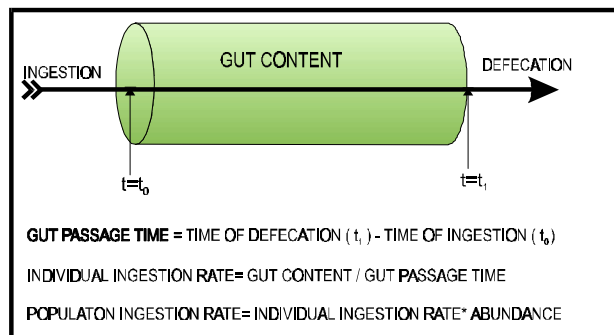 GUT CONTENT
INGESTION
DEFECATION
t=t₀
t=t₁
GUT PASSAGE TIME = TIME OF DEFECATION ( t₁ ) - TIME OF INGESTION ( t₀)
INDIVIDUAL INGESTION RATE= GUT CONTENT / GUT PASSAGE TIME
POPULATON INGESTION RATE= INDIVIDUAL INGESTION RATE* ABUNDANCE